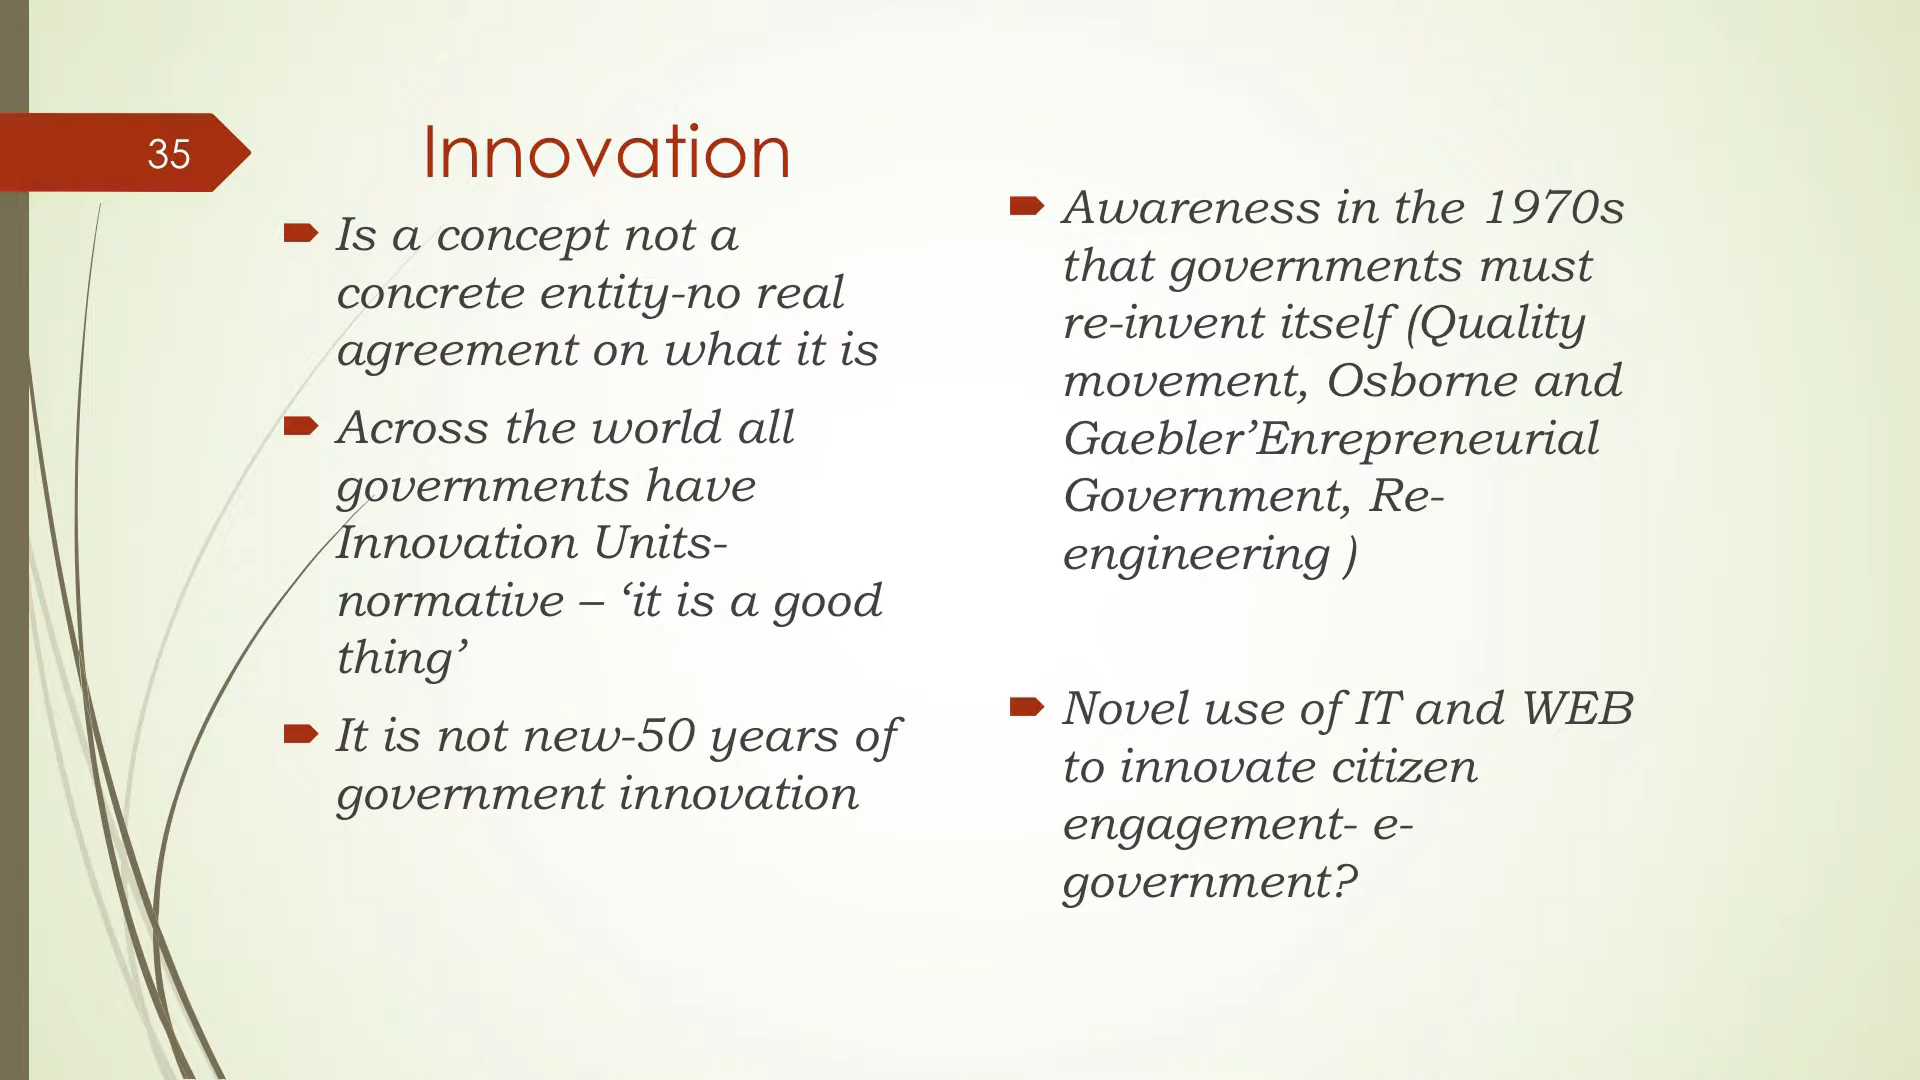 35
Innovation
Is a concept not a
concrete entity-no real
agreement on what it is
Across the world all
governments have
Innovation Units-
normative – ‘it is a good
thing’
It is not new-50 years of
government innovation
Awareness in the 1970s
that governments must
re-invent itself (Quality
movement, Osborne and
Gaebler’Enrepreneurial
Government, Re-
engineering )
Novel use of IT and WEB
to innovate citizen
engagement- e-
government?